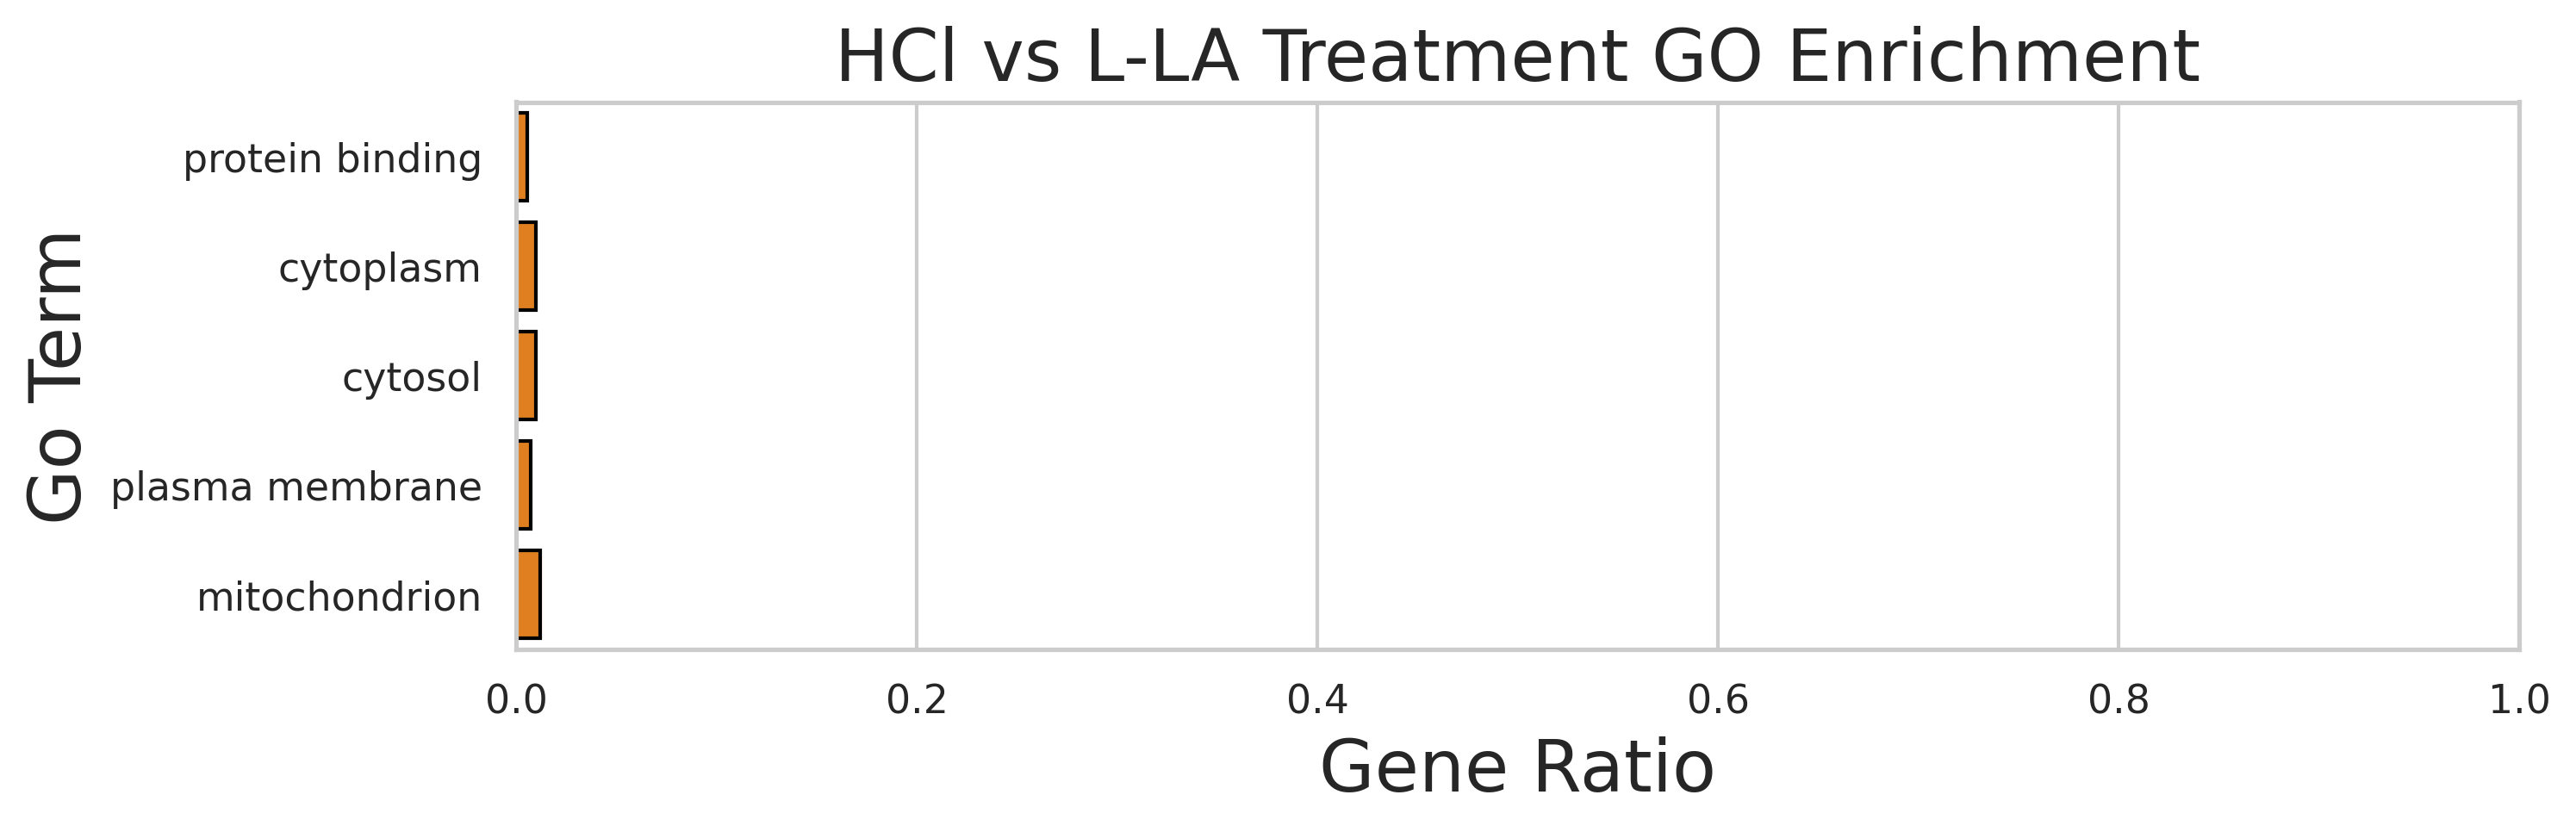 HCl vs L-LA Treatment GO Enrichment
Go Term
protein binding
cytoplasm
cytosol
plasma membrane
mitochondrion
0.0 0.2 0.4 0.6 0.8 1.0
Gene Ratio